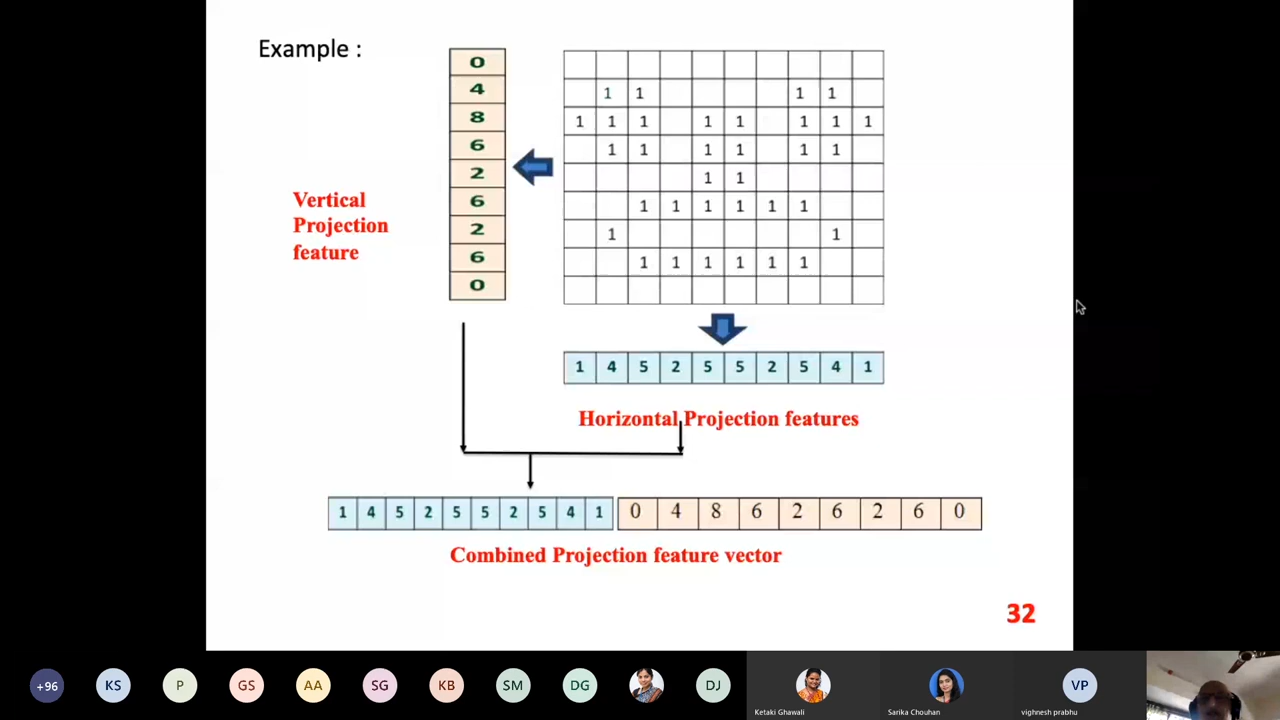 Example :
0
4
8
6
2
6
2
6
0
1 1 1 1
1 1 1 1 1 1 1 1
1 1 1 1 1 1
1 1
1 1 1 1 1 1
1 1
1 1 1 1 1 1
Vertical
Projection
feature
1 4 5 2 5 5 2 5 4 1
Horizontal Projection features
1 4 5 2 5 5 2 5 4 1 0 4 8 6 2 6 2 6 0
Combined Projection feature vector
32
+96 KS P GS AA SG KB SM DG DJ VP
Ketaki Ghawali Sarika Chouhan vighnesh prabhu